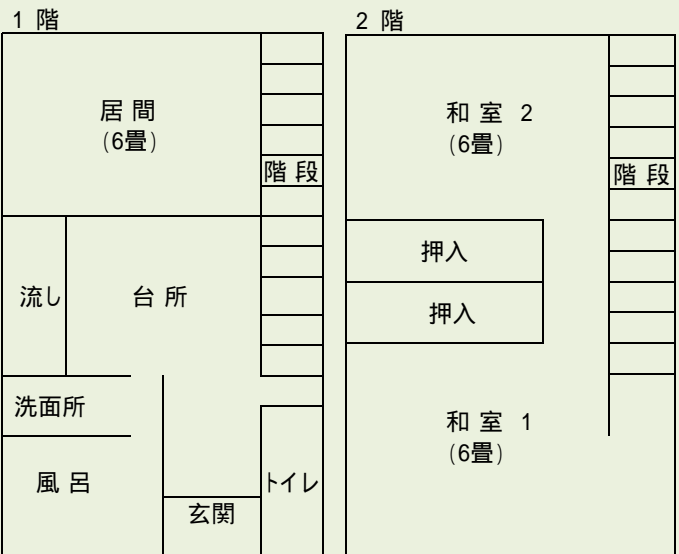 1 階
居 間
(6畳)
階 段
流し
台 所
洗面所
風 呂
トイレ
玄関
2 階
和 室 2
(6畳)
階 段
押入
押入
和 室 1
(6畳)